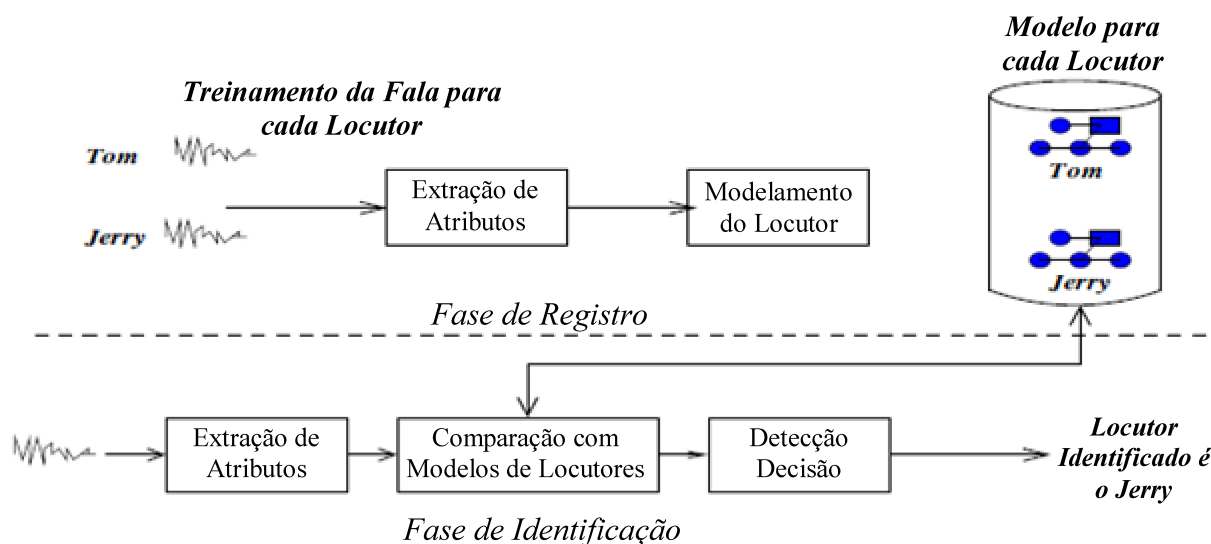 Modelo para
cada Locutor
Treinamento da Fala para
cada Locutor
Tom
Jerry
Extração de
Atributos
Modelamento
do Locutor
Tom
Jerry
Fase de Registro
Extração de
Atributos
Comparação com
Modelos de Locutores
Detecção
Decisão
Locutor
Identificado é
o Jerry
Fase de Identificação